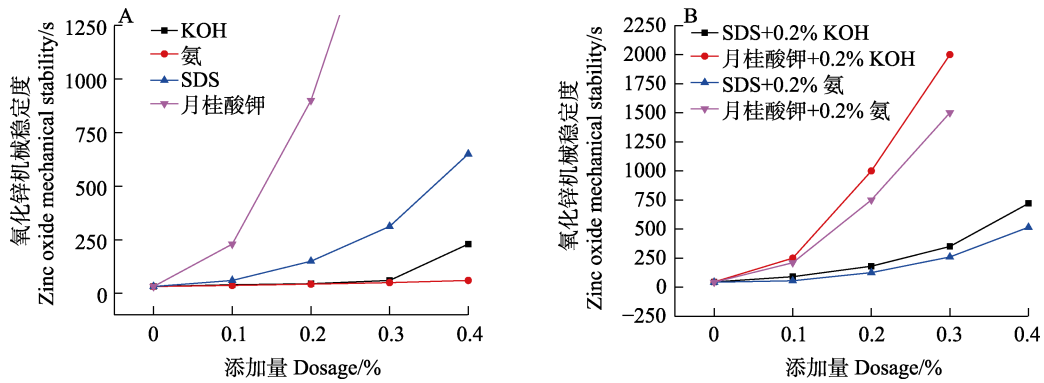 A
KOH
氨
SDS
月桂酸钾
1250
1000
750
500
250
0
氧化锌机械稳定度
Zinc oxide mechanical stability/s
0 0.1 0.2 0.3 0.4
添加量 Dosage/%
B
SDS+0.2% KOH
月桂酸钾+0.2% KOH
SDS+0.2% 氨
月桂酸钾+0.2% 氨
2250
2000
1750
1500
1250
1000
750
500
250
0
−250
氧化锌机械稳定度
Zinc oxide mechanical stability/s
0 0.1 0.2 0.3 0.4
添加量 Dosage/%